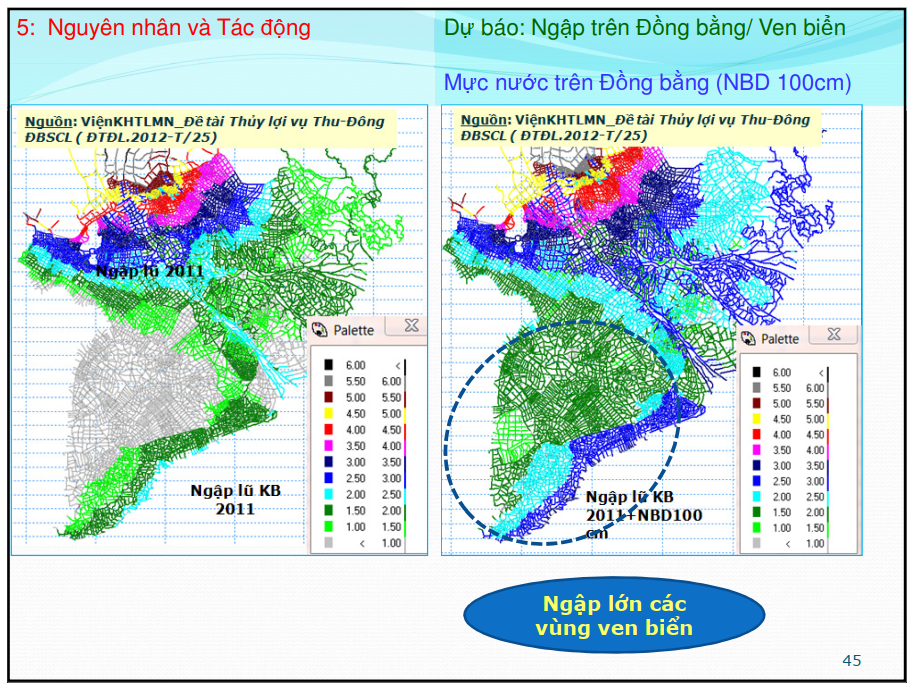 5: Nguyên nhân và Tác động
Dự báo: Ngập trên Đồng bằng/ Ven biển
Mực nước trên Đồng bằng (NBD 100cm)
Nguồn: ViệnKHTLMN_Đề tài Thủy lợi vụ Thu-Đông
ĐBSCL ( ĐTĐL.2012-T/25)
Ngập lũ 2011
Palette
6.00 <
5.50 6.00
5.00 5.50
4.50 5.00
4.00 4.50
3.50 4.00
3.00 3.50
2.50 3.00
2.00 2.50
1.50 2.00
1.00 1.50
< 1.00
Ngập lũ KB
2011
Nguồn: ViệnKHTLMN_Đề tài Thủy lợi vụ Thu-Đông
ĐBSCL ( ĐTĐL.2012-T/25)
Palette
6.00 <
5.50 6.00
5.00 5.50
4.50 5.00
4.00 4.50
3.50 4.00
3.00 3.50
2.50 3.00
2.00 2.50
1.50 2.00
1.00 1.50
< 1.00
Ngập lũ KB
2011+NBD100
cm
Ngập lớn các
vùng ven biển
45